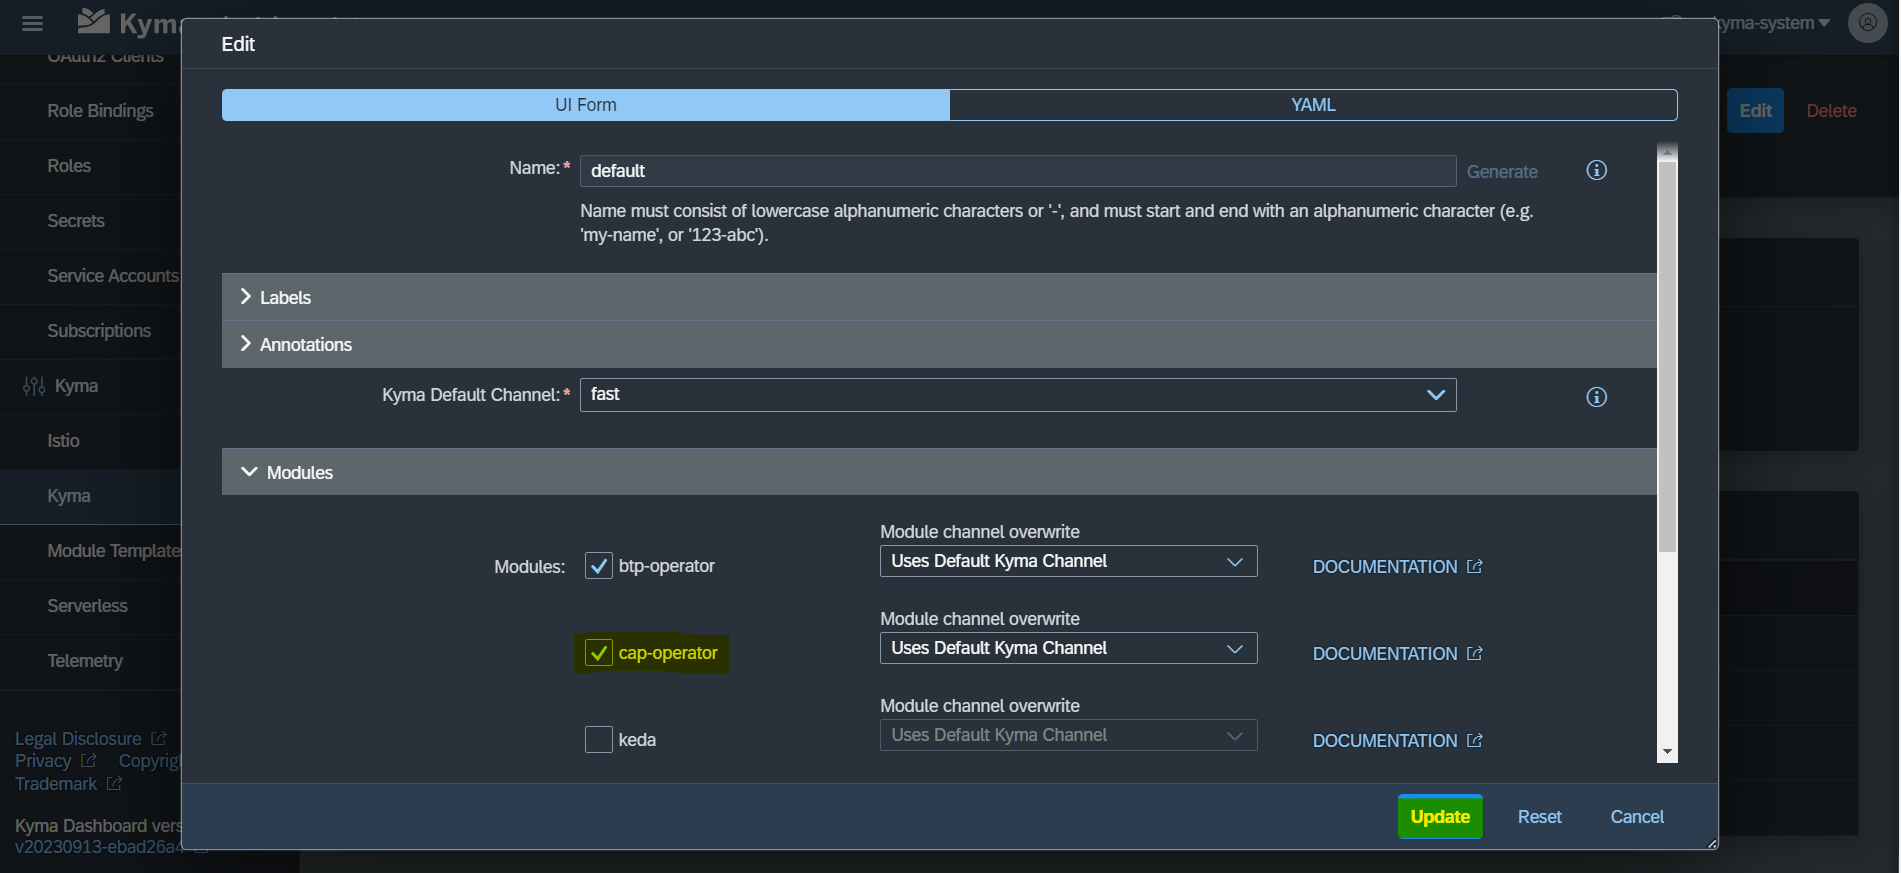 Kyma
kyma-system
Edit
OAuth2 Clients
Role Bindings
Roles
Secrets
Service Accounts
Subscriptions
Kyma
Istio
Kyma
Module Template
Serverless
Telemetry
Legal Disclosure
Privacy
Trademark
Kyma Dashboard
v20230913-ebad26a4
UI Form
YAML
Name:*
default
Generate
Name must consist of lowercase alphanumeric characters or '-', and must start and end with an alphanumeric character (e.g.
'my-name', or '123-abc').
Labels
Annotations
Kyma Default Channel:*
fast
Modules
Modules:
btp-operator
Module channel overwrite
Uses Default Kyma Channel
DOCUMENTATION
cap-operator
Module channel overwrite
Uses Default Kyma Channel
DOCUMENTATION
keda
Module channel overwrite
Uses Default Kyma Channel
DOCUMENTATION
Update
Reset
Cancel
Edit
Delete